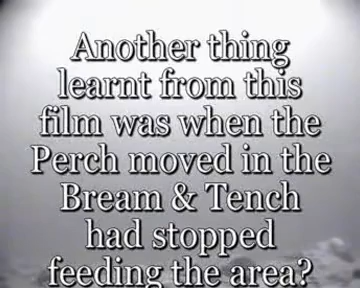 Another thing
learnt from this
film was when the
Perch moved in the
Bream & Tench
had stopped
feeding the area?